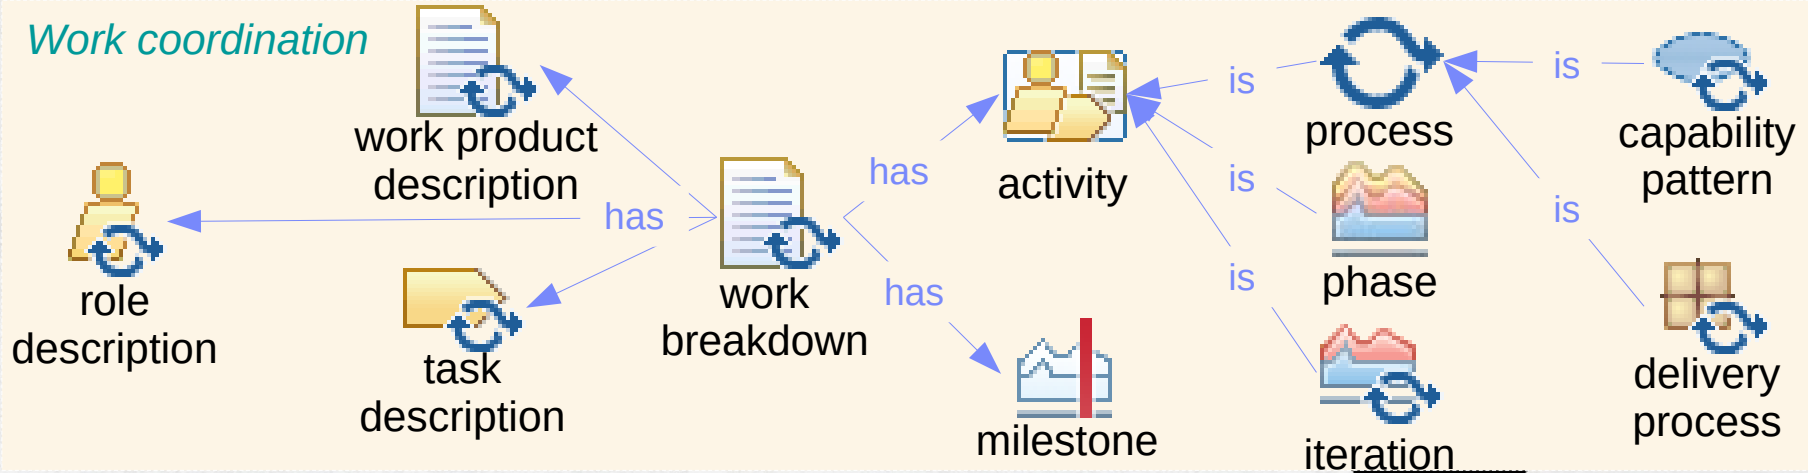 Work coordination
work product
description
role
description
has
task
description
work
breakdown
has
has
activity
milestone
is
is
is
process
phase
iteration
is
is
capability
pattern
delivery
process